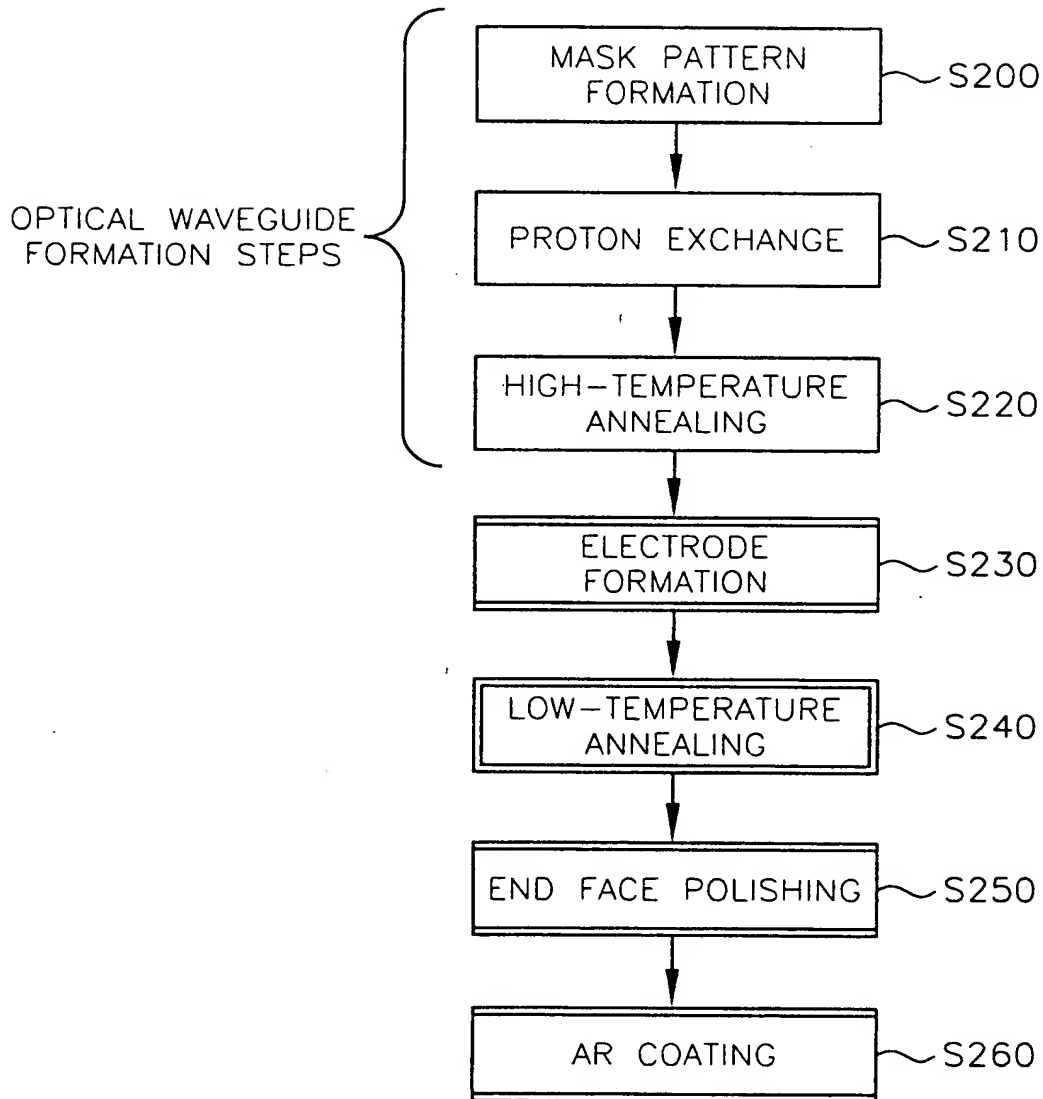 MASK PATTERN
FORMATION
S200
OPTICAL WAVEGUIDE
FORMATION STEPS
PROTON EXCHANGE
S210
HIGH-TEMPERATURE
ANNEALING
S220
ELECTRODE
FORMATION
S230
LOW-TEMPERATURE
ANNEALING
S240
END FACE POLISHING
S250
AR COATING
S260